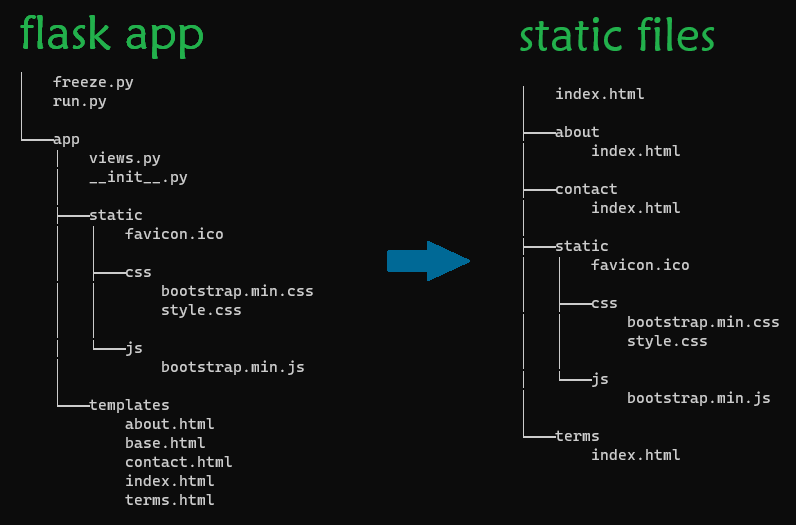 flask app
freeze.py
run.py
app
views.py
__init__.py
static
favicon.ico
css
bootstrap.min.css
style.css
js
bootstrap.min.js
templates
about.html
base.html
contact.html
index.html
terms.html
static files
index.html
about
index.html
contact
index.html
static
favicon.ico
css
bootstrap.min.css
style.css
js
bootstrap.min.js
terms
index.html